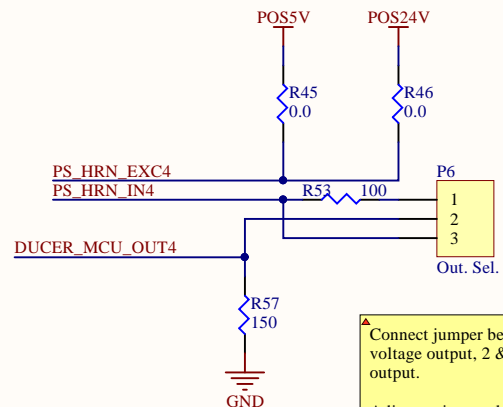 POS5V
POS24V
R45
0.0
R46
0.0
PS_HRN_EXC4
PS_HRN_IN4
R53
100
P6
1
2
3
Out. Sel.
DUCER_MCU_OUT4
R57
150
GND
Connect jumper be
voltage output, 2 &
output.